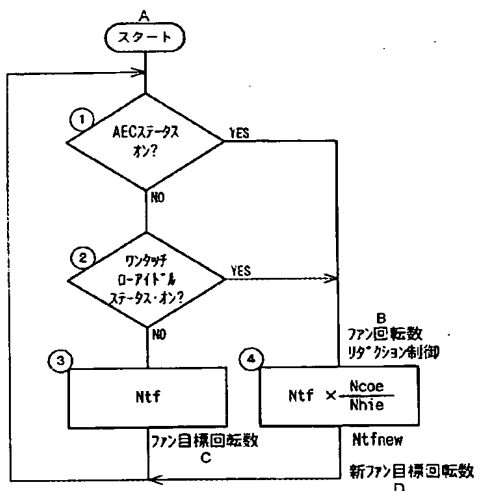 A
スタート
①
AECステータス
オン?
YES
NO
②
ワンタッチ
ローアイドル
ステータス・オン?
YES
NO
B
ファン回転数
リダクション制御
③
Ntf
④
Ntf × Ncoe
Nhie
ファン目標回転数
C
Ntfnew
新ファン目標回転数
D